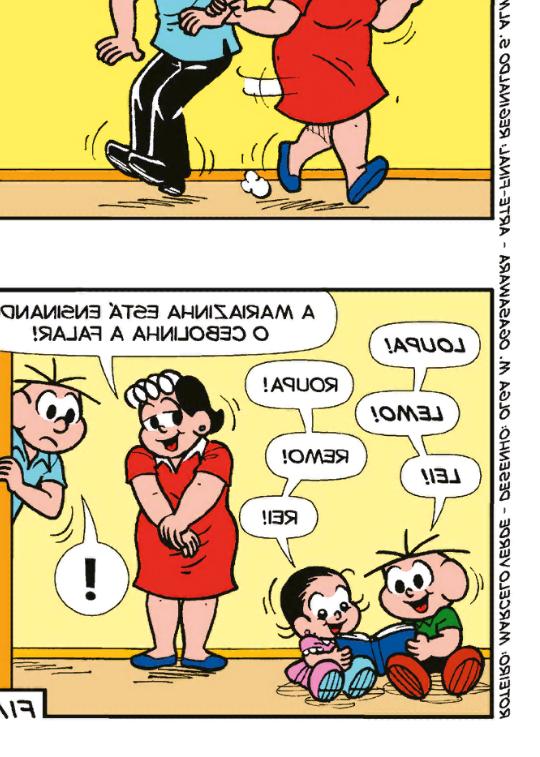 A MARIAZINHA ESTÁ ENSINAND
O CEBOLINHA A FALAR!
LOUPA!
ROUPA!
LEMO!
REMO!
LEI!
REI!
!
ROTEIRO: MARCELO VERDE - DESENHO: OLGA M. OGASAWARA - ARTE-FINAL: REGINALDO S.